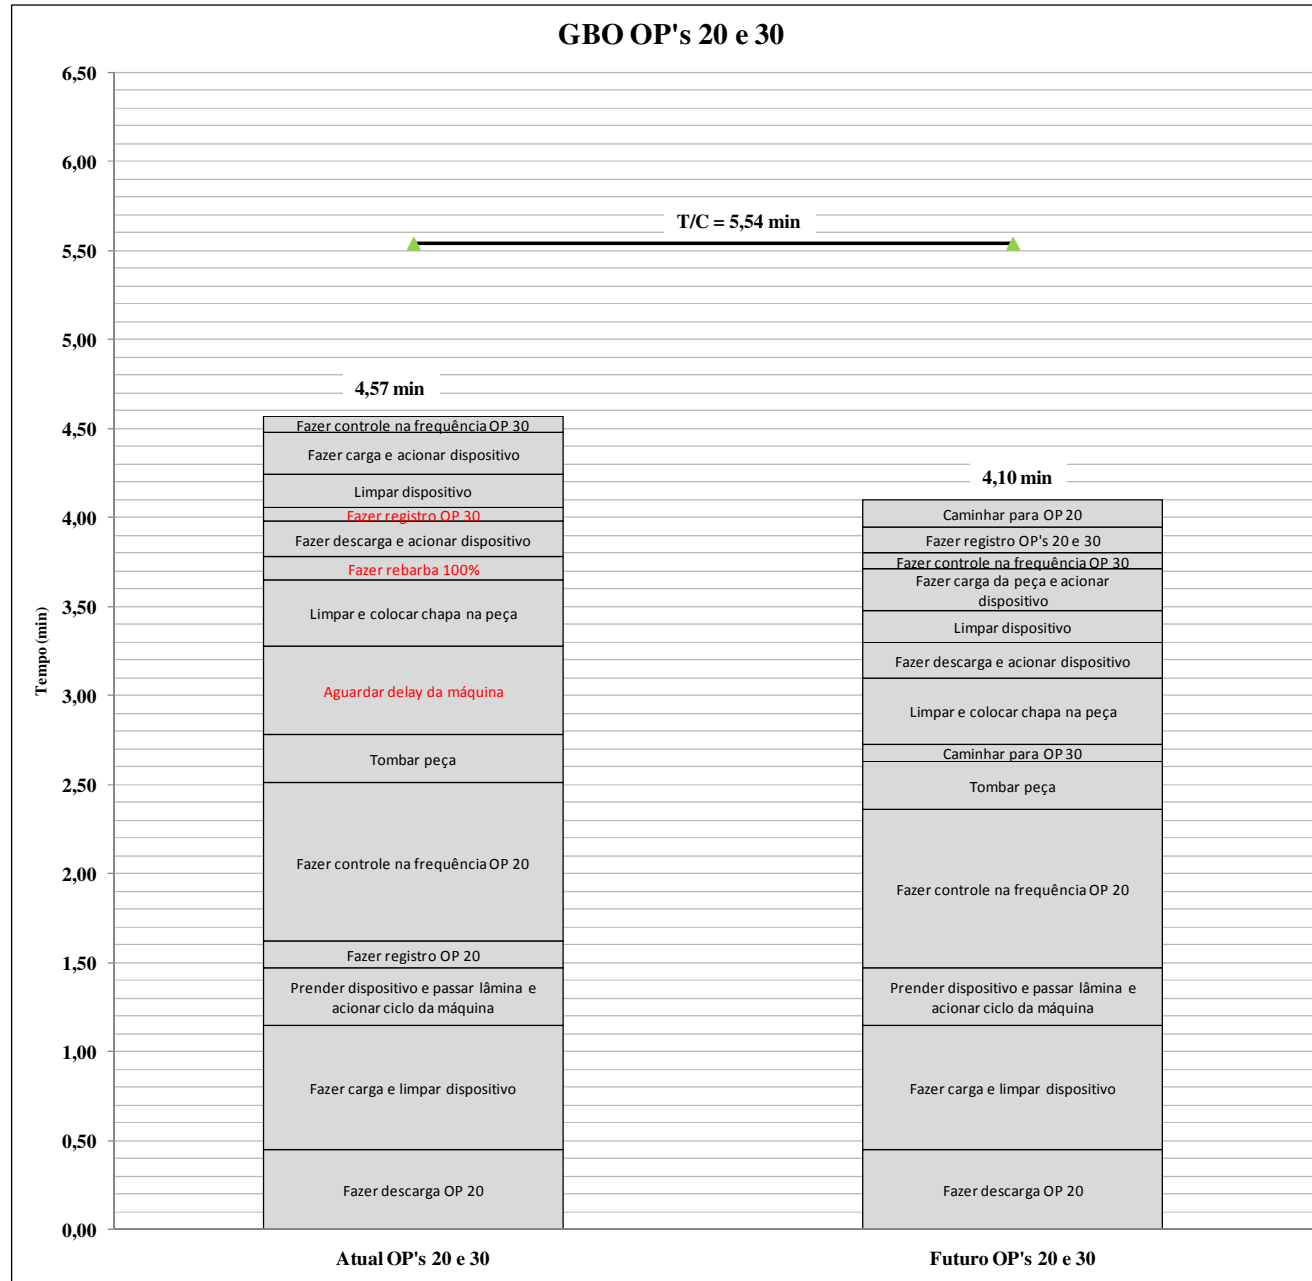 GBO OP's 20 e 30
6,50
6,00
5,50
5,00
4,50
4,00
3,50
3,00
2,50
2,00
1,50
1,00
0,50
0,00
Tempo (min)
T/C = 5,54 min
4,57 min
Fazer controle na frequência OP 30
Fazer carga e acionar dispositivo
Limpar dispositivo
Fazer registro OP 30
Fazer descarga e acionar dispositivo
Fazer rebarba 100%
Limpar e colocar chapa na peça
Aguardar delay da máquina
Tombar peça
Fazer controle na frequência OP 20
Fazer registro OP 20
Prender dispositivo e passar lâmina e
acionar ciclo da máquina
Fazer carga e limpar dispositivo
Fazer descarga OP 20
Atual OP's 20 e 30
4,10 min
Caminhar para OP 20
Fazer registro OP's 20 e 30
Fazer controle na frequência OP 30
Fazer carga da peça e acionar
dispositivo
Limpar dispositivo
Fazer descarga e acionar dispositivo
Limpar e colocar chapa na peça
Caminhar para OP 30
Tombar peça
Fazer controle na frequência OP 20
Prender dispositivo e passar lâmina e
acionar ciclo da máquina
Fazer carga e limpar dispositivo
Fazer descarga OP 20
Futuro OP's 20 e 30